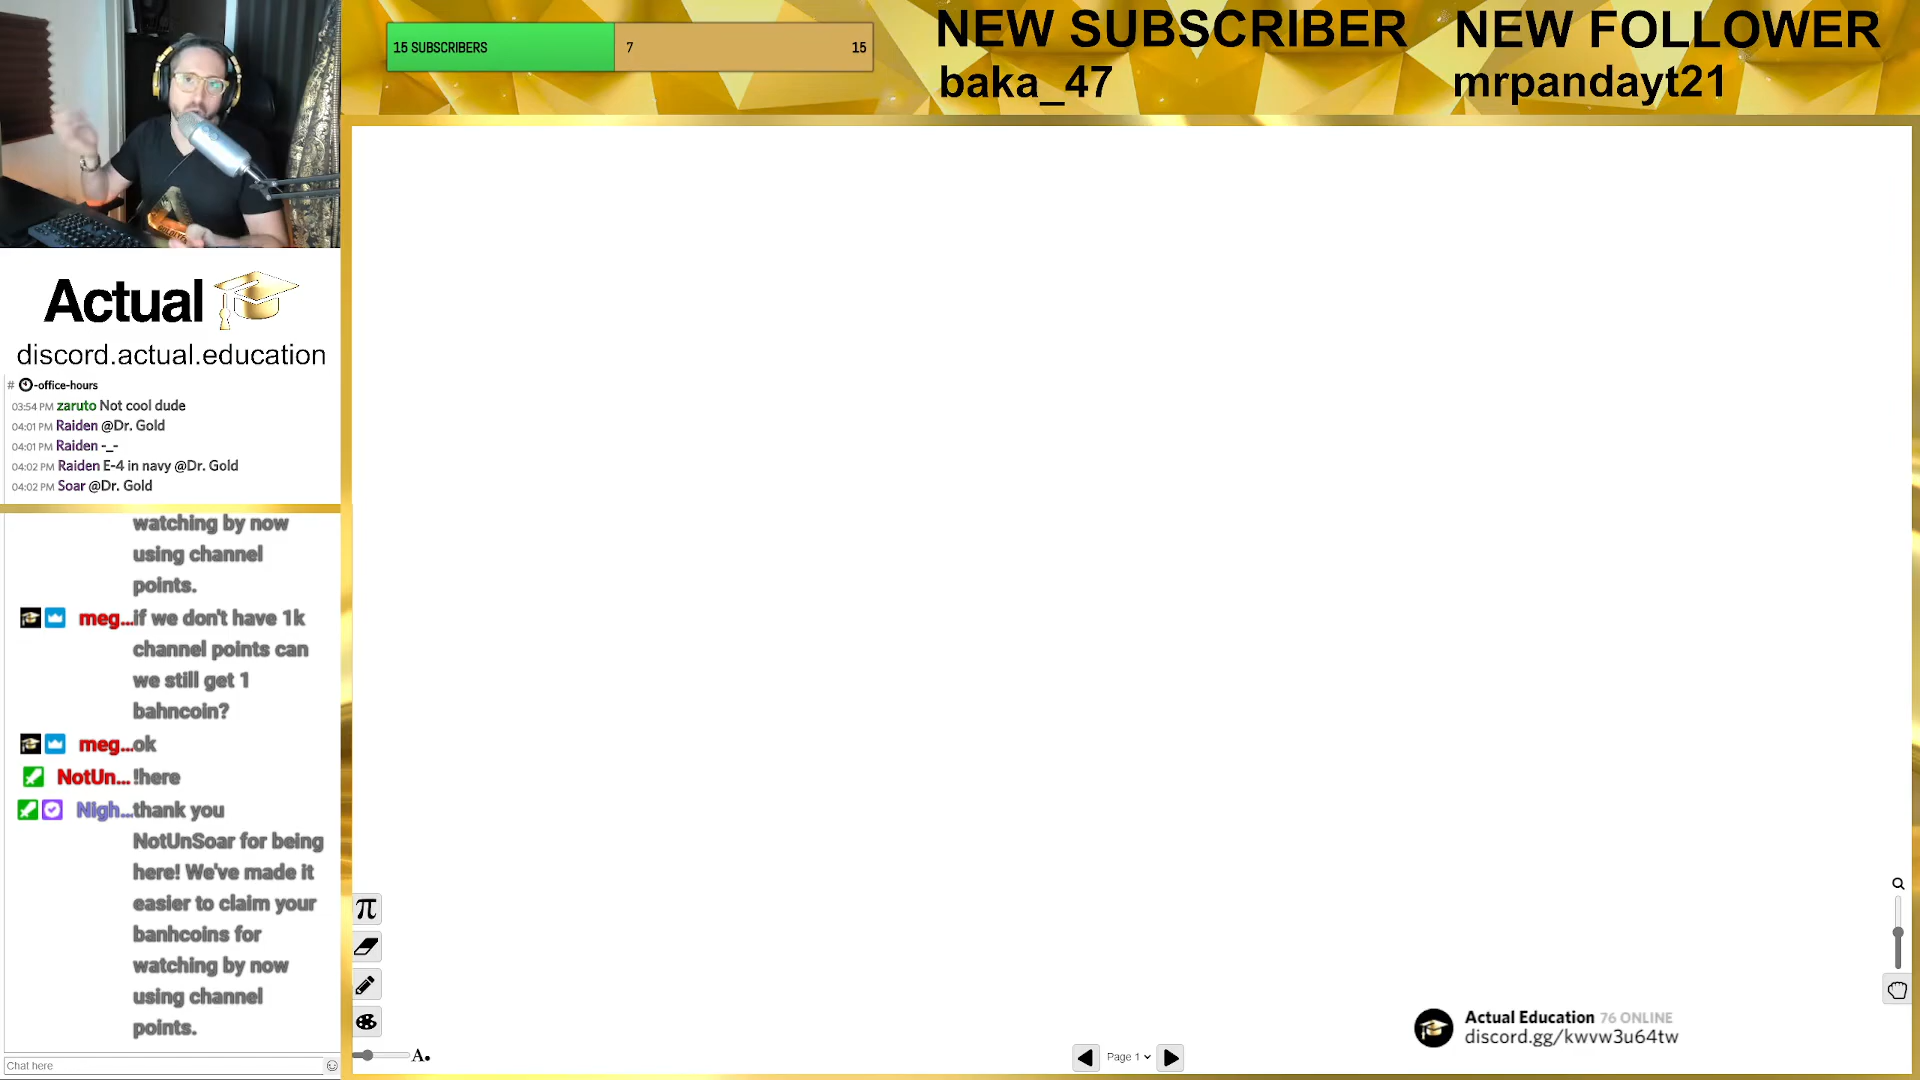 15 SUBSCRIBERS 7 15
NEW SUBSCRIBER
baka_47
NEW FOLLOWER
mrpandayt21
Actual
discord.actual.education
# -office-hours
03:54 PM zaruto Not cool dude
04:01 PM Raiden @Dr. Gold
04:01 PM Raiden -_-
04:02 PM Raiden E-4 in navy @Dr. Gold
04:02 PM Soar @Dr. Gold
watching by now
using channel
points.
meg...if we don't have 1k
channel points can
we still get 1
bahncoin?
meg...ok
NotUn...!here
Nigh...thank you
NotUnSoar for being
here! We've made it
easier to claim your
banhcoins for
watching by now
using channel
points.
Chat here
π
A
Page 1
Actual Education 76 ONLINE
discord.gg/kwvw3u64tw